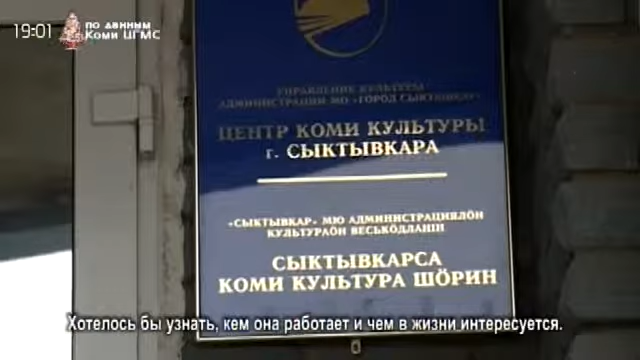 19:01
по данным
Коми ЦГМС
УПРАВЛЕНИЕ КУЛЬТУРЫ
АДМИНИСТРАЦИИ МО «ГОРОД СЫКТЫВКАР»
ЦЕНТР КОМИ КУЛЬТУРЫ
г. СЫКТЫВКАРА
«СЫКТЫВКАР» МЮ АДМИНИСТРАЦИЯЛӦН
КУЛЬТУРАӦН ВЕСЬКӦДЛАНІН
СЫКТЫВКАРСА
КОМИ КУЛЬТУРА ШӦРИН
Хотелось бы узнать, кем она работает и чем в жизни интересуется.